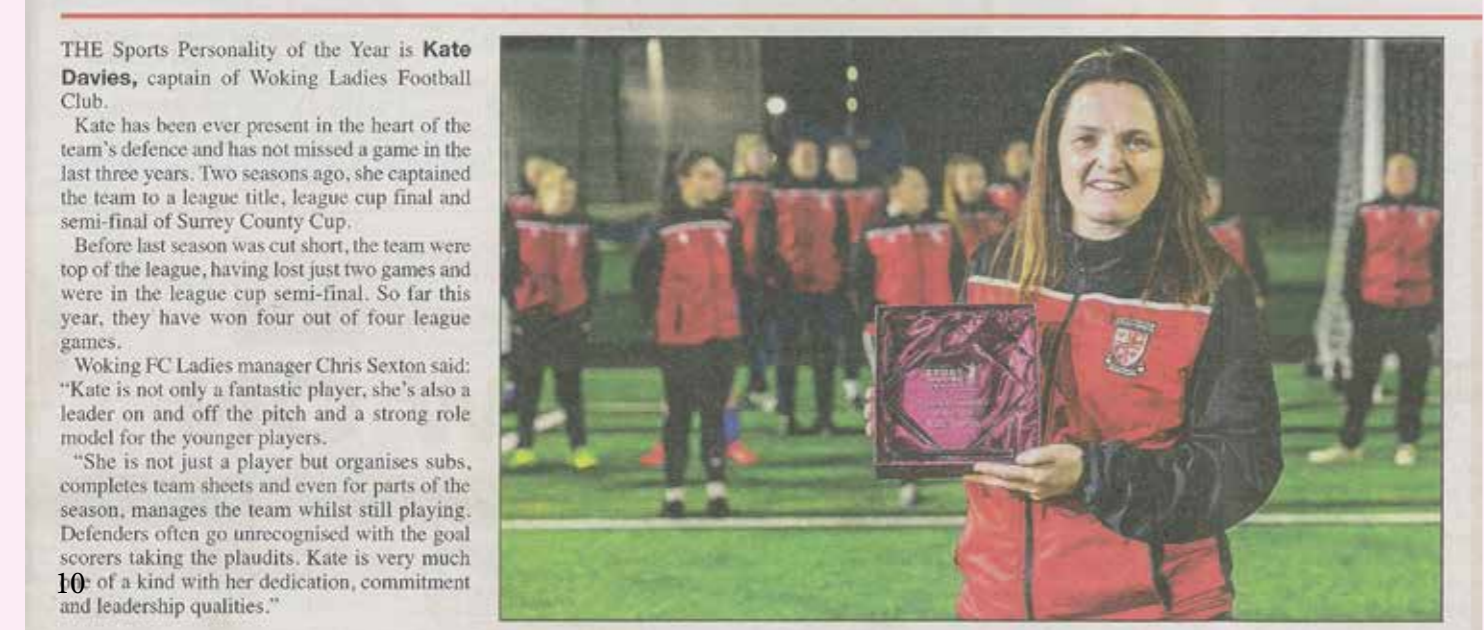 THE Sports Personality of the Year is Kate
Davies, captain of Woking Ladies Football
Club.
Kate has been ever present in the heart of the
team's defence and has not missed a game in the
last three years. Two seasons ago, she captained
the team to a league title, league cup final and
semi-final of Surrey County Cup.
Before last season was cut short, the team were
top of the league, having lost just two games and
were in the league cup semi-final. So far this
year, they have won four out of four league
games.
Woking FC Ladies manager Chris Sexton said:
“Kate is not only a fantastic player, she's also a
leader on and off the pitch and a strong role
model for the younger players.
“She is not just a player but organises subs,
completes team sheets and even for parts of the
season, manages the team whilst still playing.
Defenders often go unrecognised with the goal
scorers taking the plaudits. Kate is very much
10 of a kind with her dedication, commitment
and leadership qualities.”